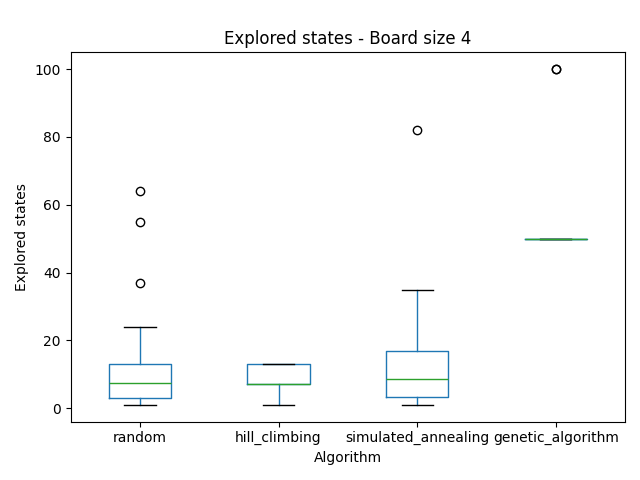 Explored states - Board size 4
Explored states
100
80
60
40
20
0
random hill_climbing simulated_annealing genetic_algorithm
Algorithm